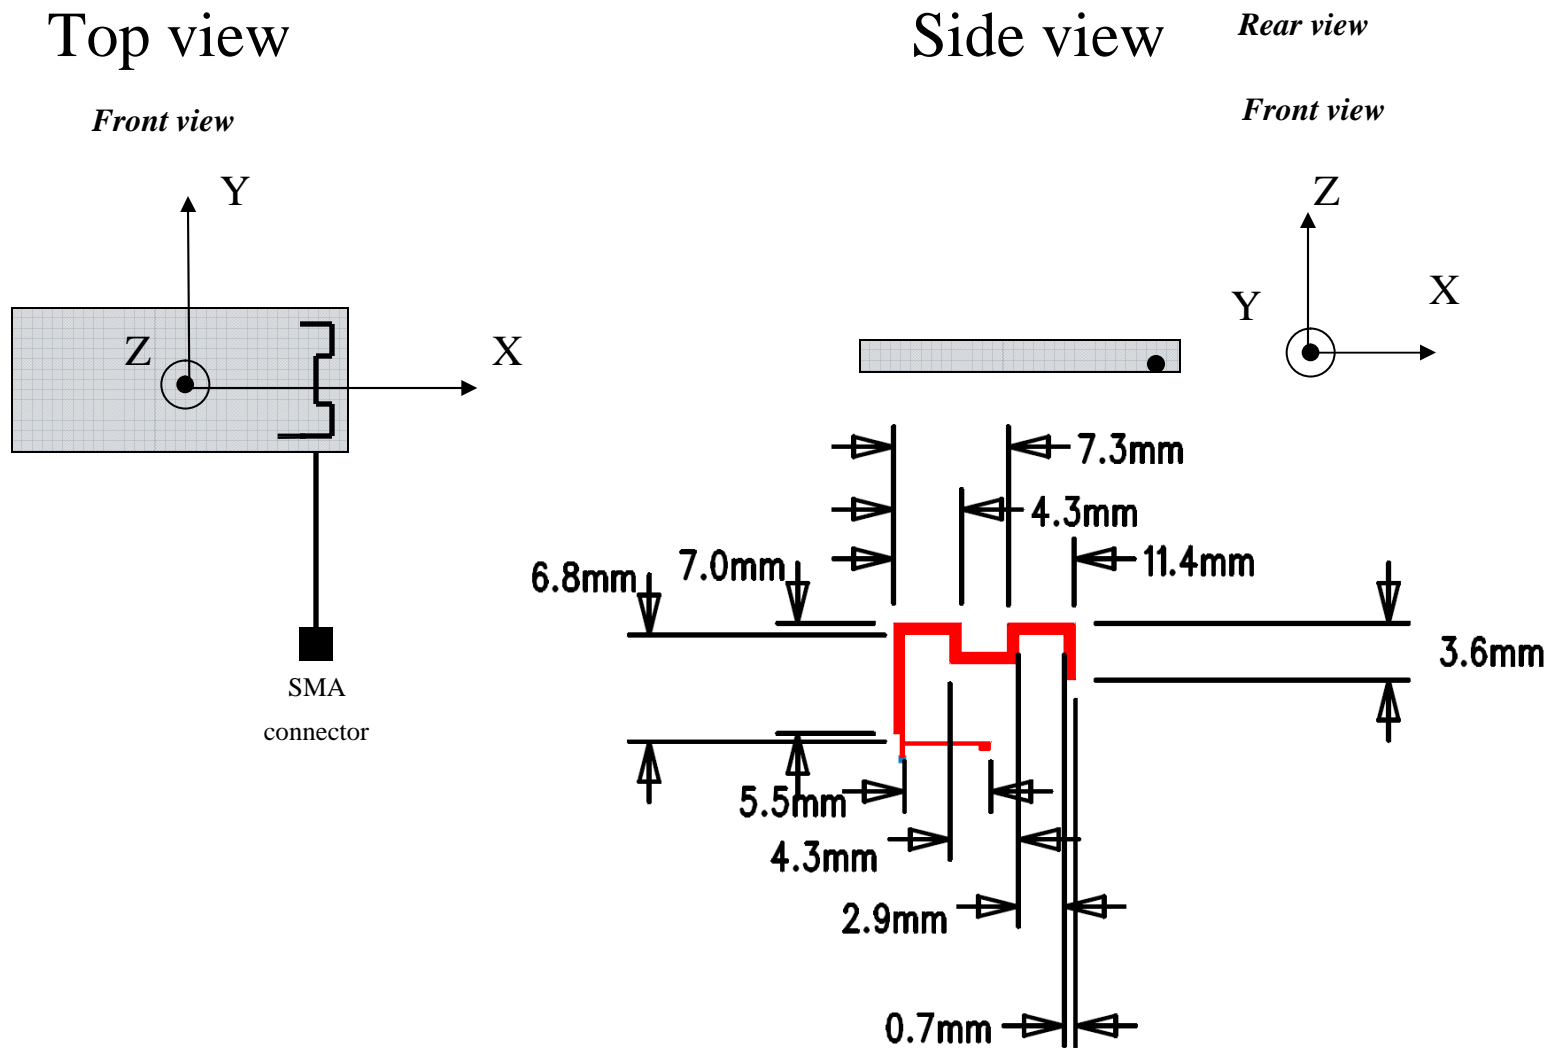 Top view
Side view
Rear view
Front view
Front view
Y
Z
X
Z
Y
X
SMA
connector
7.3mm
4.3mm
11.4mm
7.0mm
6.8mm
3.6mm
5.5mm
4.3mm
2.9mm
0.7mm